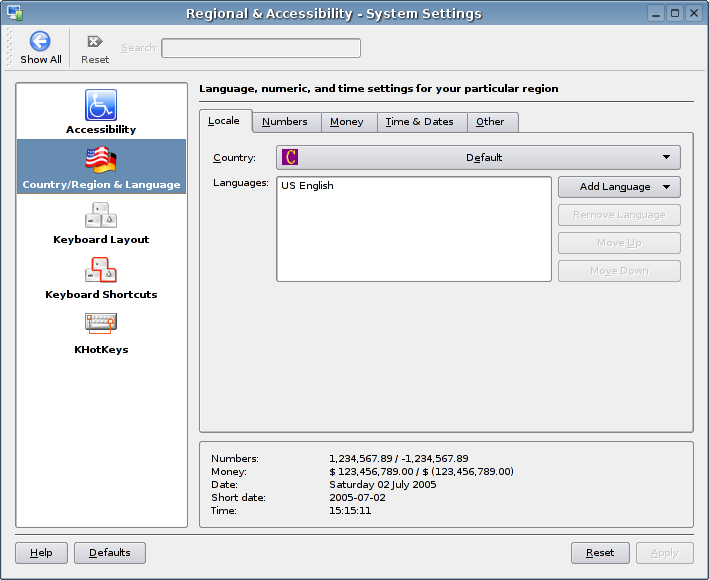 Regional & Accessibility - System Settings
Show All
Reset
Search:
Accessibility
Country/Region & Language
Keyboard Layout
Keyboard Shortcuts
KHotKeys
Language, numeric, and time settings for your particular region
Locale
Numbers
Money
Time & Dates
Other
Country:
C
Default
Languages:
US English
Add Language
Remove Language
Move Up
Move Down
Numbers: 1,234,567.89 / -1,234,567.89
Money: $ 123,456,789.00 / $ (123,456,789.00)
Date: Saturday 02 July 2005
Short date: 2005-07-02
Time: 15:15:11
Help
Defaults
Reset
Apply